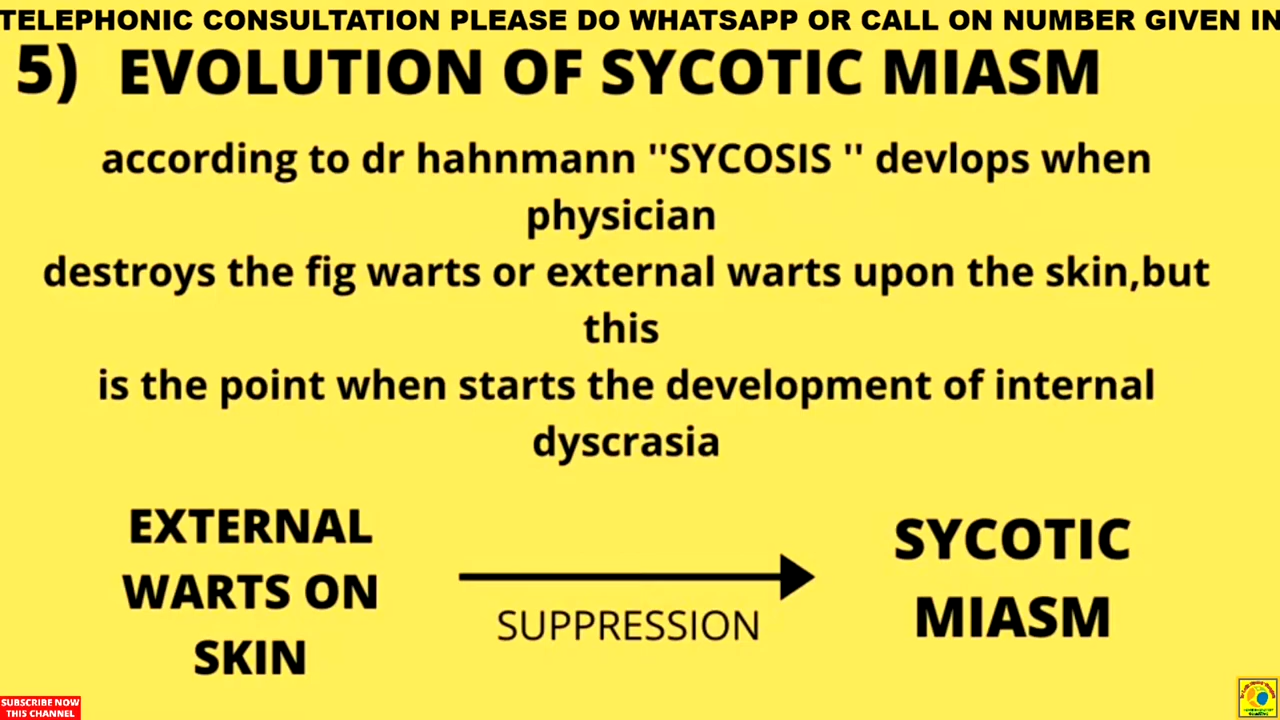 TELEPHONIC CONSULTATION PLEASE DO WHATSAPP OR CALL ON NUMBER GIVEN IN
5) EVOLUTION OF SYCOTIC MIASM
according to dr hahnmann ''SYCOSIS '' devlops when
physician
destroys the fig warts or external warts upon the skin,but
this
is the point when starts the development of internal
dyscrasia
EXTERNAL
WARTS ON
SKIN
SUPPRESSION
SYCOTIC
MIASM
SUBSCRIBE NOW
THIS CHANNEL